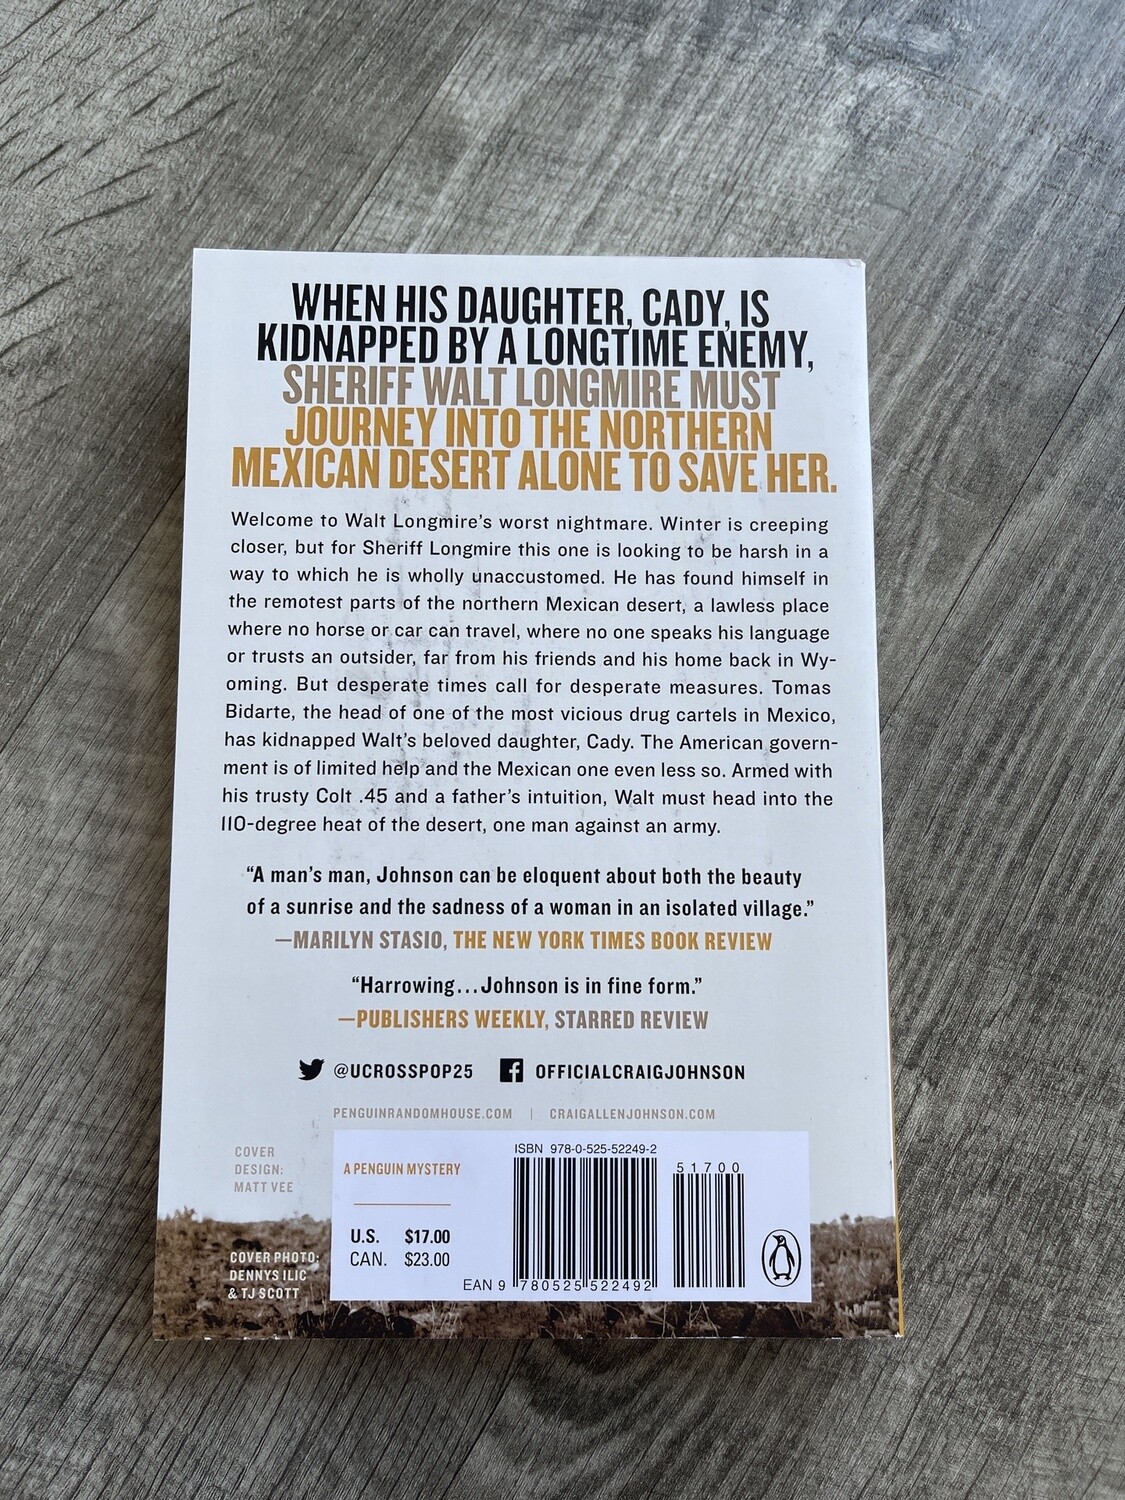 WHEN HIS DAUGHTER, CADY, IS
KIDNAPPED BY A LONGTIME ENEMY,
SHERIFF WALT LONGMIRE MUST
JOURNEY INTO THE NORTHERN
MEXICAN DESERT ALONE TO SAVE HER.
Welcome to Walt Longmire's worst nightmare. Winter is creeping
closer, but for Sheriff Longmire this one is looking to be harsh in a
way to which he is wholly unaccustomed. He has found himself in
the remotest parts of the northern Mexican desert, a lawless place
where no horse or car can travel, where no one speaks his language
or trusts an outsider, far from his friends and his home back in Wy-
oming. But desperate times call for desperate measures. Tomas
Bidarte, the head of one of the most vicious drug cartels in Mexico,
has kidnapped Walt's beloved daughter, Cady. The American govern-
ment is of limited help and the Mexican one even less so. Armed with
his trusty Colt .45 and a father's intuition, Walt must head into the
110-degree heat of the desert, one man against an army.
“A man's man, Johnson can be eloquent about both the beauty
of a sunrise and the sadness of a woman in an isolated village.”
—MARILYN STASIO, THE NEW YORK TIMES BOOK REVIEW
“Harrowing...Johnson is in fine form.”
—PUBLISHERS WEEKLY, STARRED REVIEW
@UCROSSPOP25 OFFICIALCRAIGJOHNSON
PENGUINRANDOMHOUSE.COM | CRAIGALLENJOHNSON.COM
COVER
DESIGN:
MATT VEE
COVER PHOTO:
DENNYS ILIC
& TJ SCOTT
A PENGUIN MYSTERY
U.S. $17.00
CAN. $23.00
ISBN 978-0-525-52249-2
51700
EAN 9 780525 522492